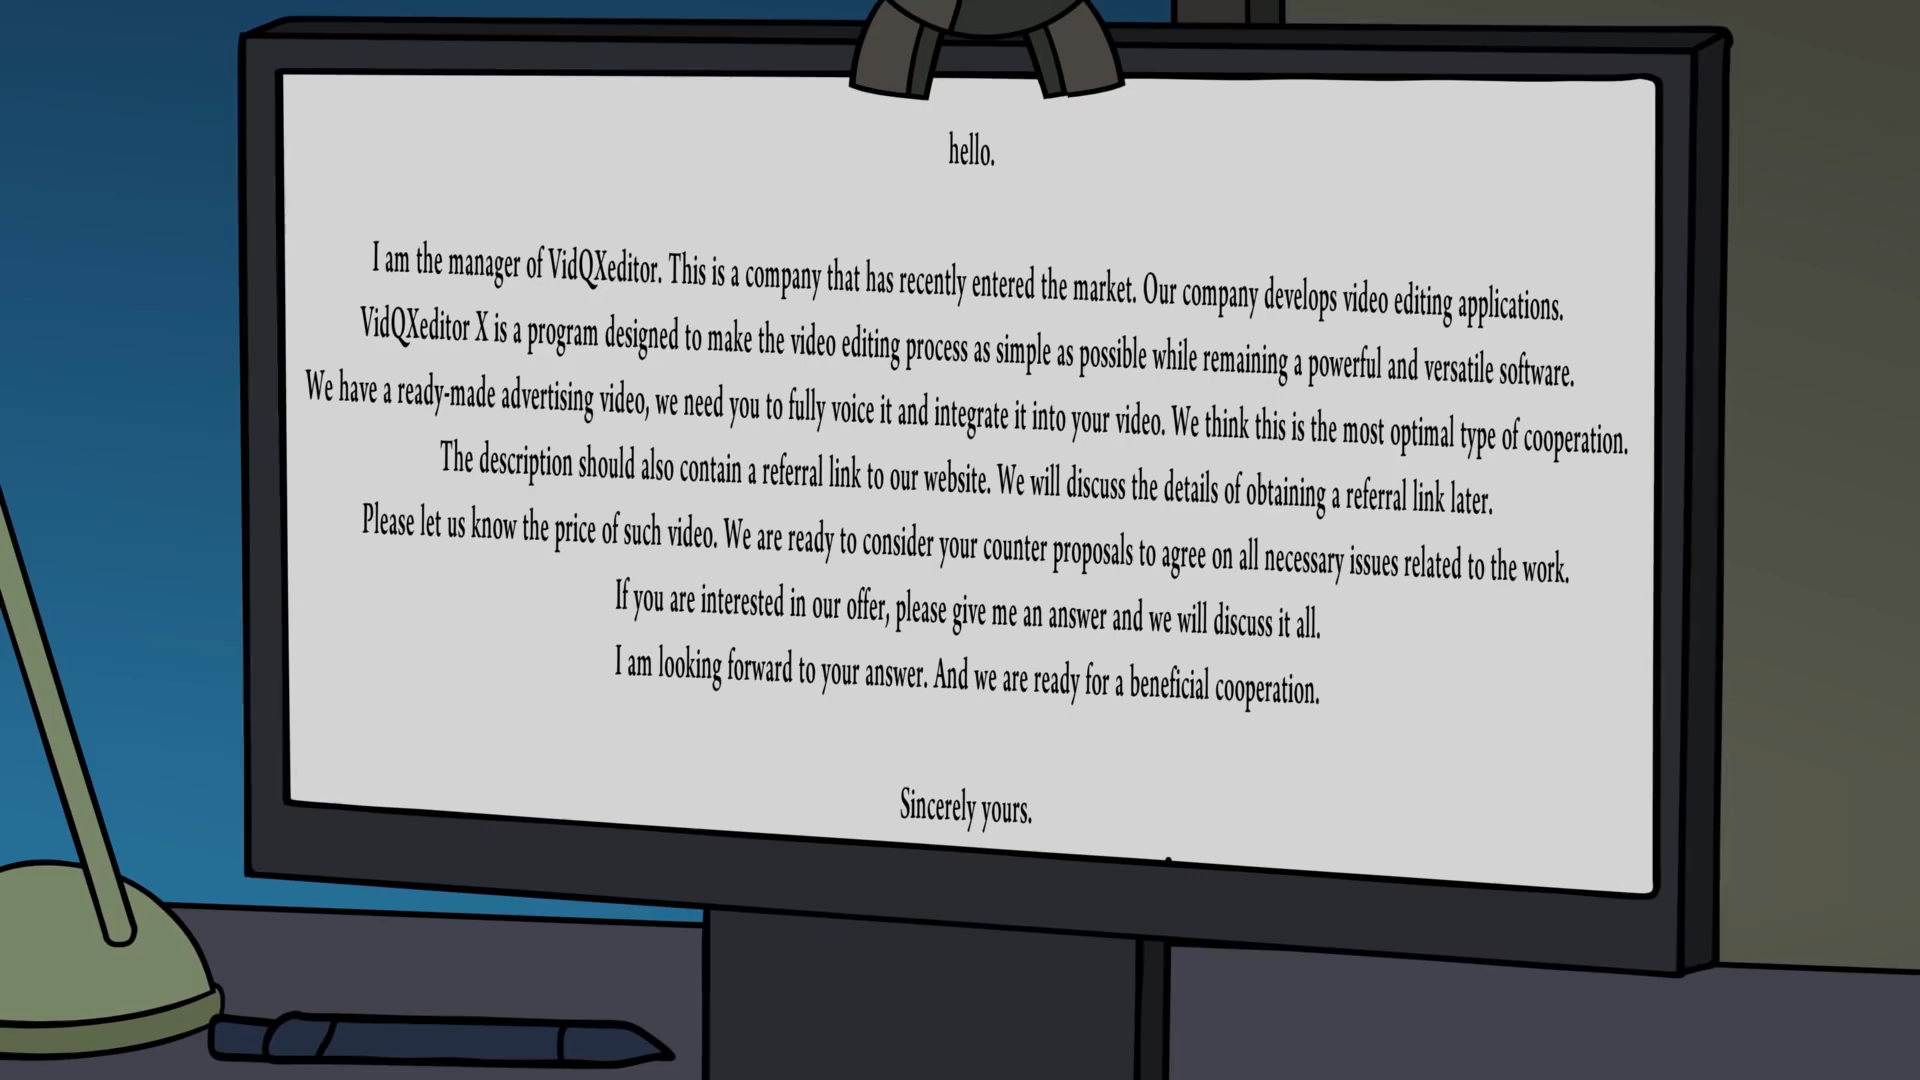 hello.
I am the manager of VidQXeditor. This is a company that has recently entered the market. Our company develops video editing applications.
VidQXeditor X is a program designed to make the video editing process as simple as possible while remaining a powerful and versatile software.
We have a ready-made advertising video, we need you to fully voice it and integrate it into your video. We think this is the most optimal type of cooperation.
The description should also contain a referral link to our website. We will discuss the details of obtaining a referral link later.
Please let us know the price of such video. We are ready to consider your counter proposals to agree on all necessary issues related to the work.
If you are interested in our offer, please give me an answer and we will discuss it all.
I am looking forward to your answer. And we are ready for a beneficial cooperation.
Sincerely yours.